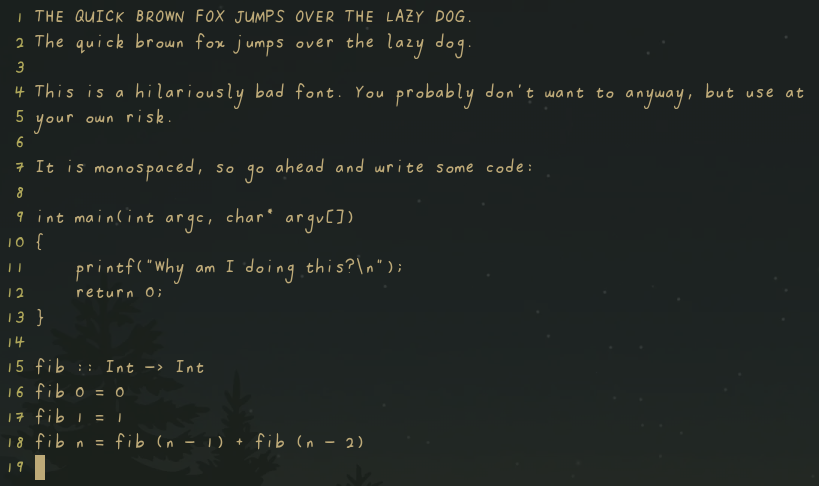 1 THE QUICK BROWN FOX JUMPS OVER THE LAZY DOG.
2 The quick brown fox jumps over the lazy dog.
3
4 This is a hilariously bad font. You probably don't want to anyway, but use at
5 your own risk.
6
7 It is monospaced, so go ahead and write some code:
8
9 int main(int argc, char* argv[])
10 {
11     printf("Why am I doing this?\n");
12     return 0;
13 }
14
15 fib :: Int -> Int
16 fib 0 = 0
17 fib 1 = 1
18 fib n = fib (n - 1) + fib (n - 2)
19